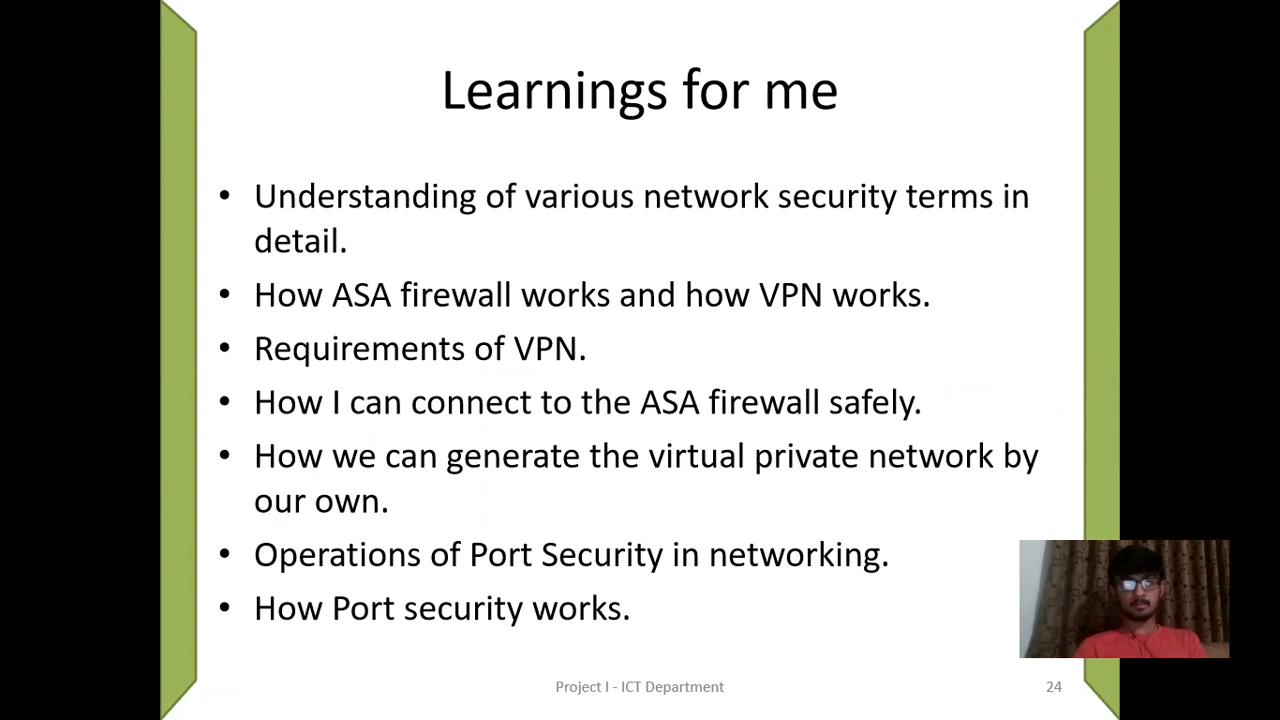 Learnings for me
• Understanding of various network security terms in
detail.
• How ASA firewall works and how VPN works.
• Requirements of VPN.
• How I can connect to the ASA firewall safely.
• How we can generate the virtual private network by
our own.
• Operations of Port Security in networking.
• How Port security works.
Project I - ICT Department
24